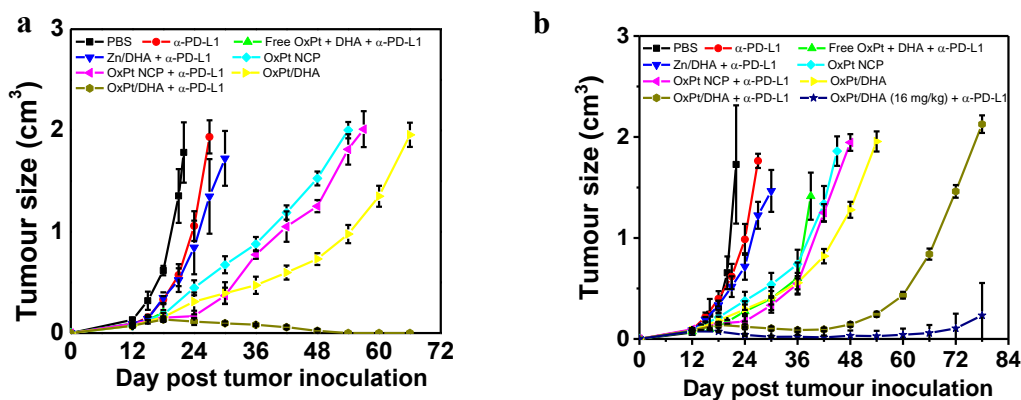 a
3
2
1
0
Tumour size (cm³)
PBS
α-PD-L1
Free OxPt + DHA + α-PD-L1
Zn/DHA + α-PD-L1
OxPt NCP
OxPt NCP + α-PD-L1
OxPt/DHA
OxPt/DHA + α-PD-L1
0 12 24 36 48 60 72
Day post tumor inoculation
b
3
2
1
0
Tumour size (cm³)
PBS
α-PD-L1
Free OxPt + DHA + α-PD-L1
Zn/DHA + α-PD-L1
OxPt NCP
OxPt NCP + α-PD-L1
OxPt/DHA
OxPt/DHA + α-PD-L1
OxPt/DHA (16 mg/kg) + α-PD-L1
0 12 24 36 48 60 72 84
Day post tumour inoculation